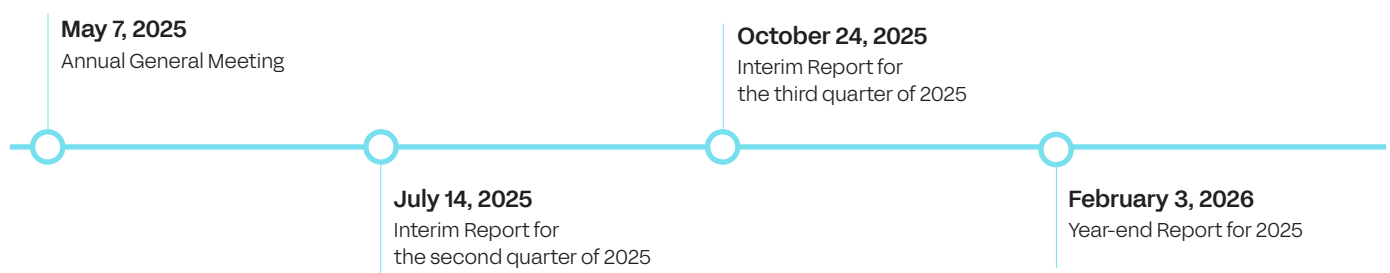 May 7, 2025
Annual General Meeting
July 14, 2025
Interim Report for
the second quarter of 2025
October 24, 2025
Interim Report for
the third quarter of 2025
February 3, 2026
Year-end Report for 2025